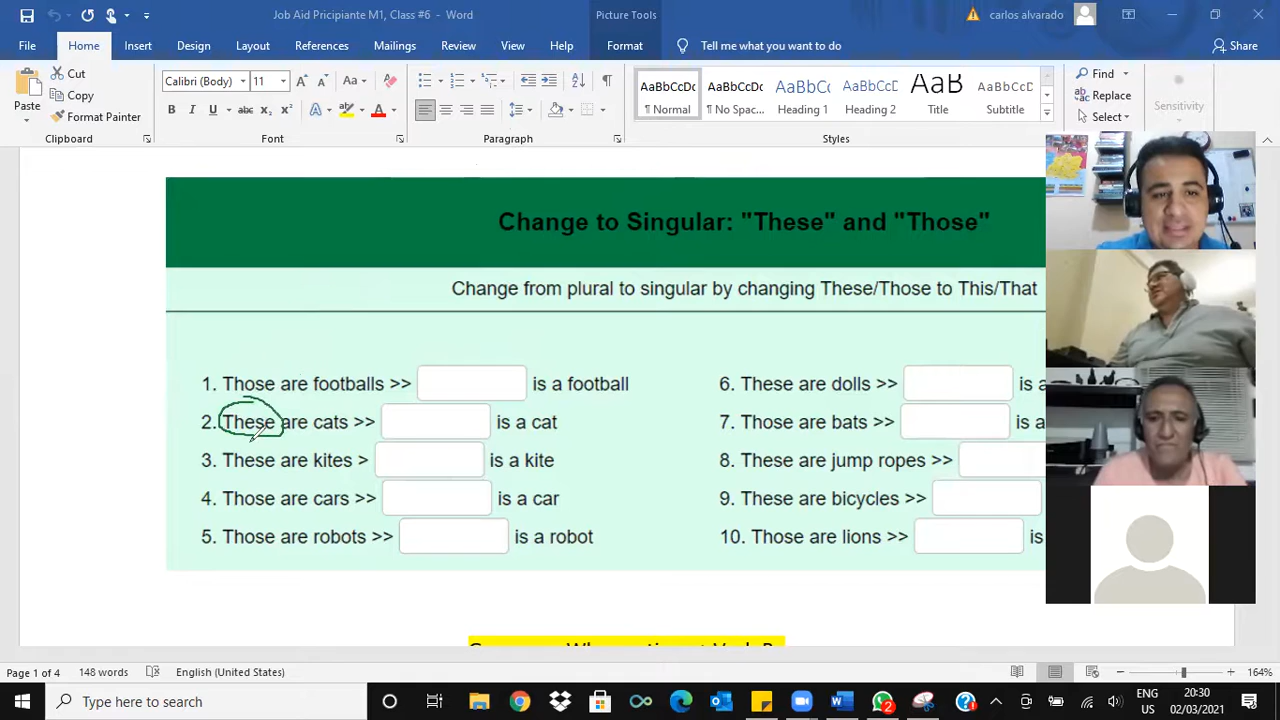 Job Aid Pricipiante M1, Class #6 - Word
Picture Tools
carlos alvarado
File Home Insert Design Layout References Mailings Review View Help Format Tell me what you want to do Share
Paste
Cut
Copy
Format Painter
Clipboard
Calibri (Body) 11
Font
Paragraph
AaBbCcDc AaBbCcDc AaBbC AaBbCcD AaB AaBbCcD
¶ Normal ¶ No Spac... Heading 1 Heading 2 Title Subtitle
Styles
Find
Replace
Select
Sensitivity
Change to Singular: "These" and "Those"
Change from plural to singular by changing These/Those to This/That
1. Those are footballs >> is a football
2. These are cats >> is a cat
3. These are kites > is a kite
4. Those are cars >> is a car
5. Those are robots >> is a robot
6. These are dolls >> is a
7. Those are bats >> is a
8. These are jump ropes >>
9. These are bicycles >>
10. Those are lions >> is
Page 1 of 4 148 words English (United States) 164%
Type here to search
2
ENG
20:30
02/03/2021